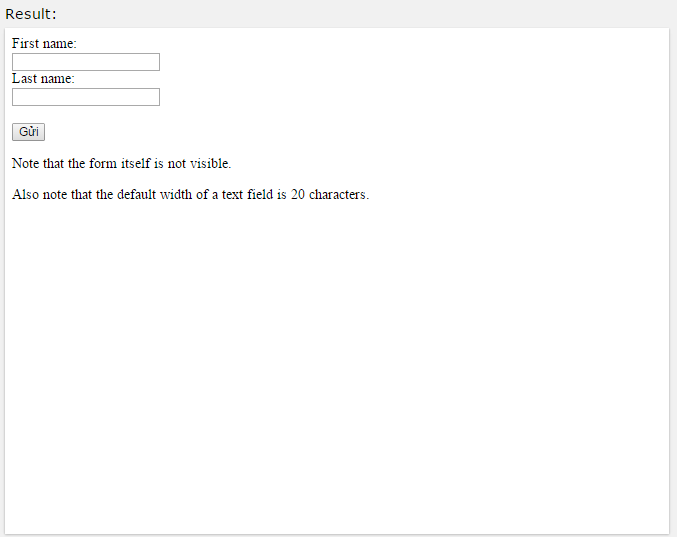 Result:
First name:
Last name:
Gửi
Note that the form itself is not visible.
Also note that the default width of a text field is 20 characters.